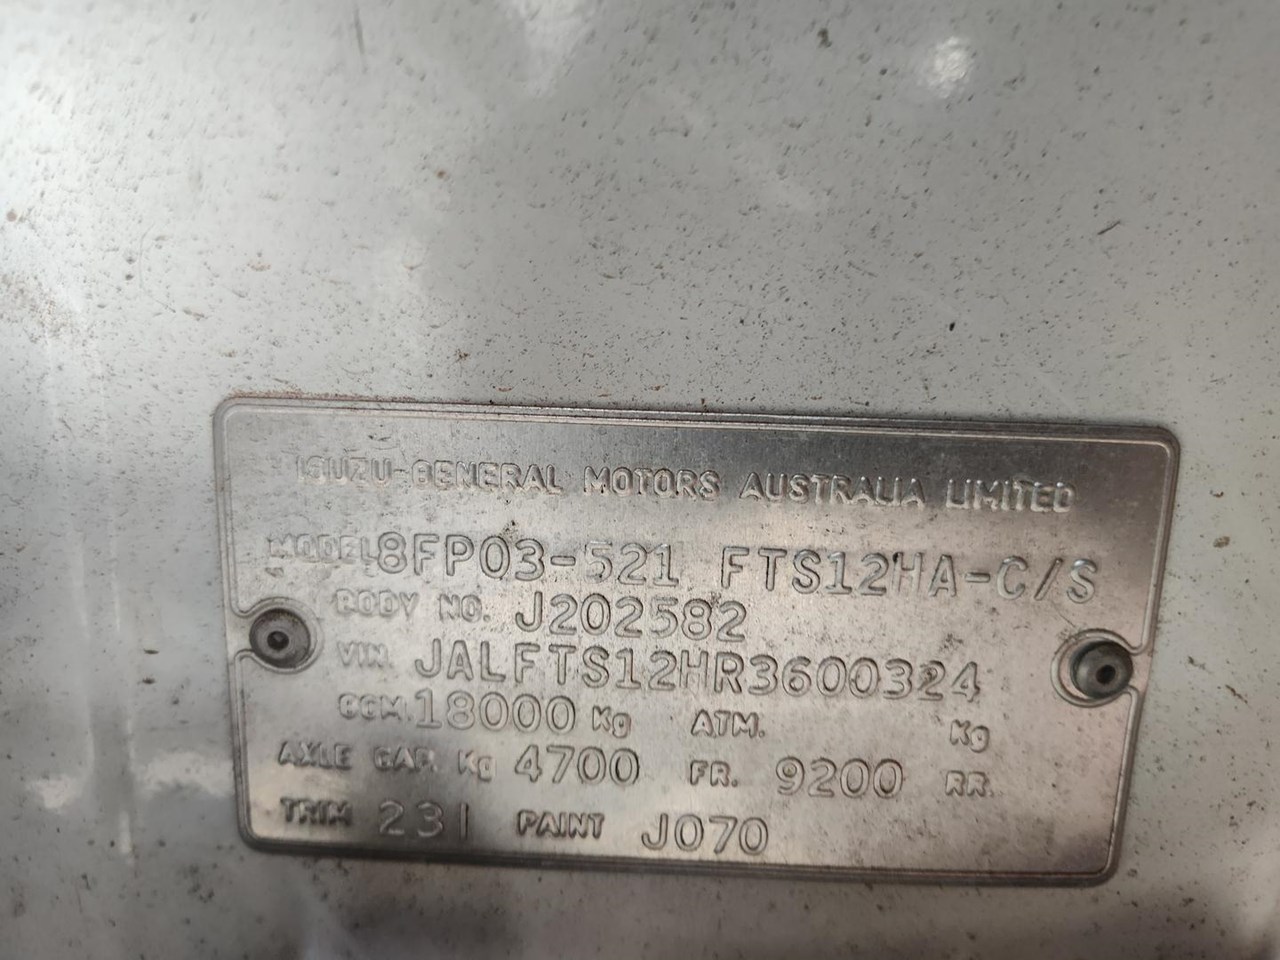 ISUZU-GENERAL MOTORS AUSTRALIA LIMITED
MODEL 8FP03-521 FTS12HA-C/S
BODY NO. J202582
VIN. JALFTS12HR3600324
GCM 18000 Kg ATM. Kg
AXLE CAP. Kg 4700 FR. 9200 RR.
TRIM 231 PAINT J070